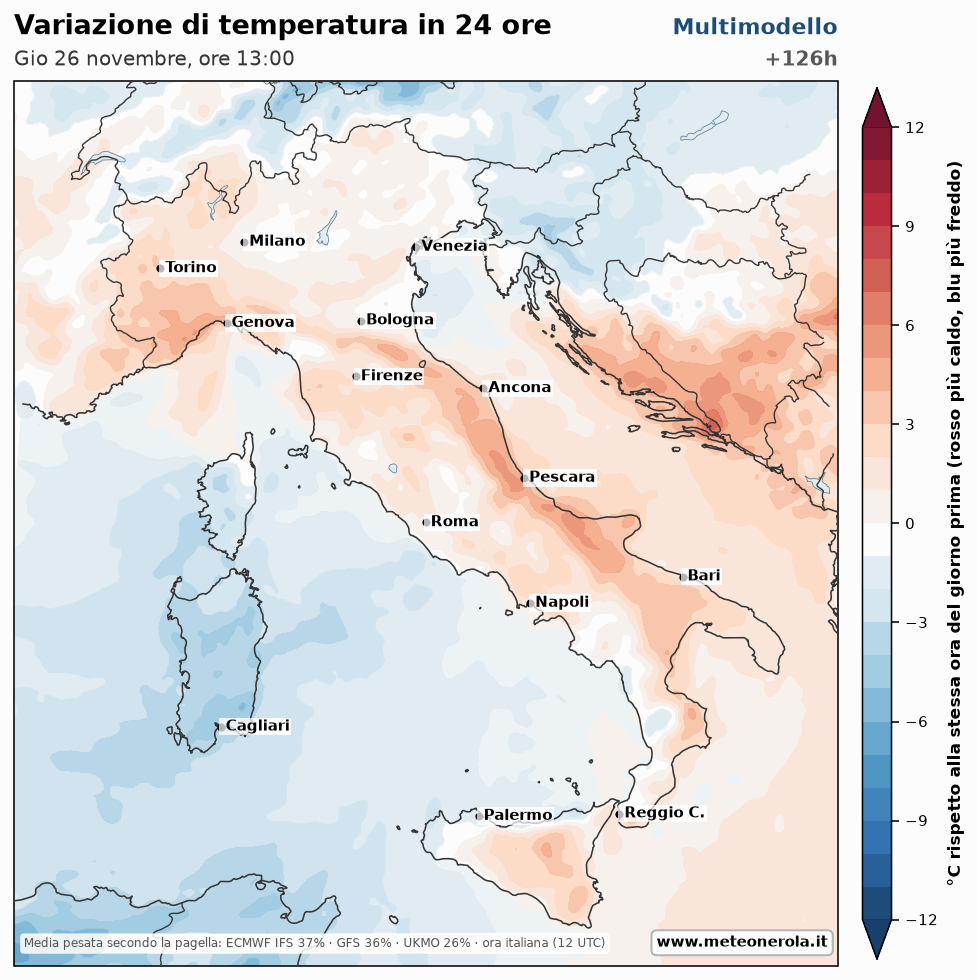 Variazione di temperatura in 24 ore
Multimodello
Gio 26 novembre, ore 13:00
+126h
Milano
Venezia
Torino
Genova
Bologna
Firenze
Ancona
Pescara
Roma
Bari
Napoli
Cagliari
Palermo
Reggio C.
12
9
6
3
0
−3
−6
−9
−12
°C rispetto alla stessa ora del giorno prima (rosso più caldo, blu più freddo)
Media pesata secondo la pagella: ECMWF IFS 37% · GFS 36% · UKMO 26% · ora italiana (12 UTC)
www.meteonerola.it